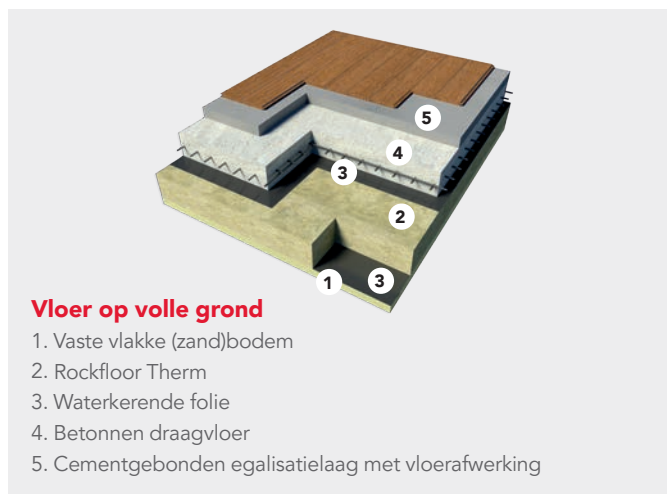 5
4
3
2
3
1
Vloer op volle grond
1. Vaste vlakke (zand)bodem
2. Rockfloor Therm
3. Waterkerende folie
4. Betonnen draagvloer
5. Cementgebonden egalisatielaag met vloerafwerking